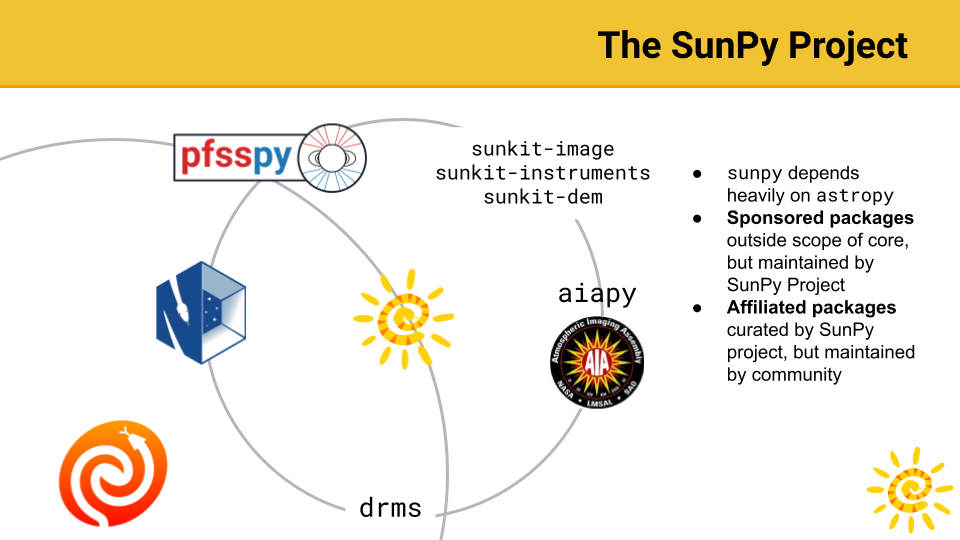 The SunPy Project
pfsspy
sunkit-image
sunkit-instruments
sunkit-dem
aiapy
Atmospheric Imaging Assembly
AIA
NASA • LMSAL • SAO
drms
● sunpy depends
heavily on astropy
● Sponsored packages
outside scope of core,
but maintained by
SunPy Project
● Affiliated packages
curated by SunPy
project, but maintained
by community